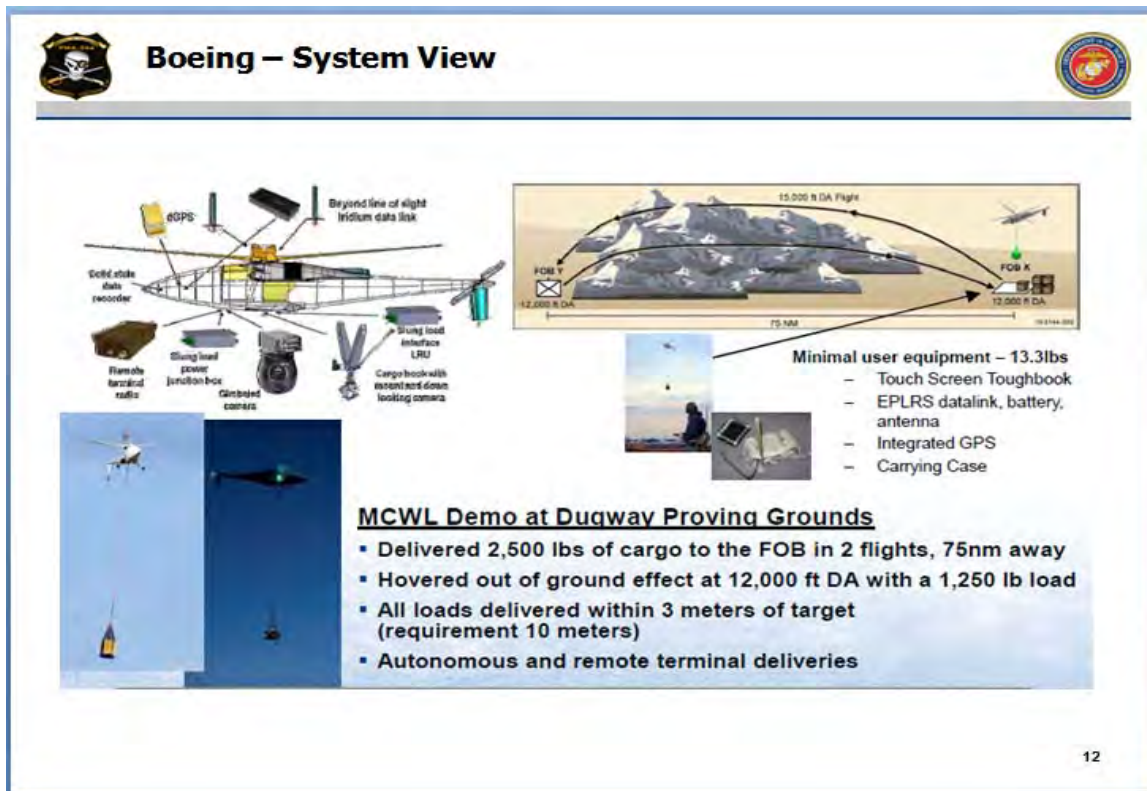 Boeing – System View
dGPS
Beyond line of sight
Iridium data link
Solid state
data
recorder
Remote
terminal
radio
Slung load
power
junction box
Gimbaled
camera
Cargo hook with
mount and down
looking camera
Slung load
interface
LRU
15,000 ft DA Flight
FOB Y
12,000 ft DA
FOB X
12,000 ft DA
75 NM
Minimal user equipment – 13.3lbs
– Touch Screen Toughbook
– EPLRS datalink, battery,
antenna
– Integrated GPS
– Carrying Case
MCWL Demo at Dugway Proving Grounds
▪ Delivered 2,500 lbs of cargo to the FOB in 2 flights, 75nm away
▪ Hovered out of ground effect at 12,000 ft DA with a 1,250 lb load
▪ All loads delivered within 3 meters of target
(requirement 10 meters)
▪ Autonomous and remote terminal deliveries
12